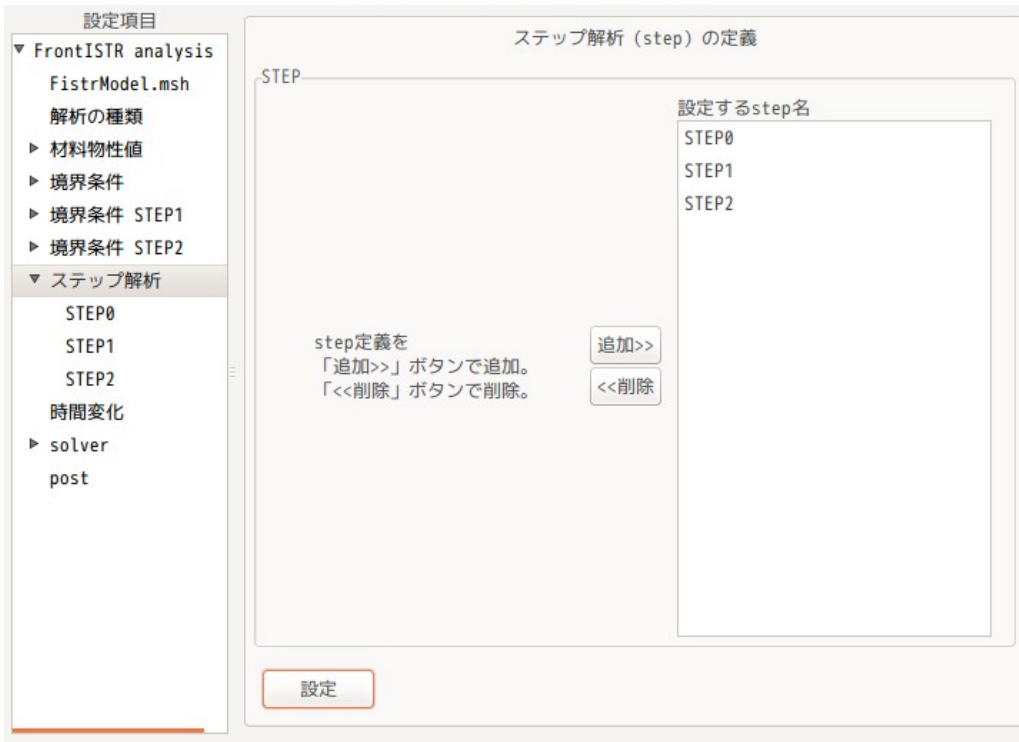 設定項目
FrontISTR analysis
FistrModel.msh
解析の種類
材料物性値
境界条件
境界条件 STEP1
境界条件 STEP2
ステップ解析
STEP0
STEP1
STEP2
時間変化
solver
post
ステップ解析 (step) の定義
STEP
step定義を
「追加>>」ボタンで追加。
「<<削除」ボタンで削除。
追加>>
<<削除
設定するstep名
STEP0
STEP1
STEP2
設定